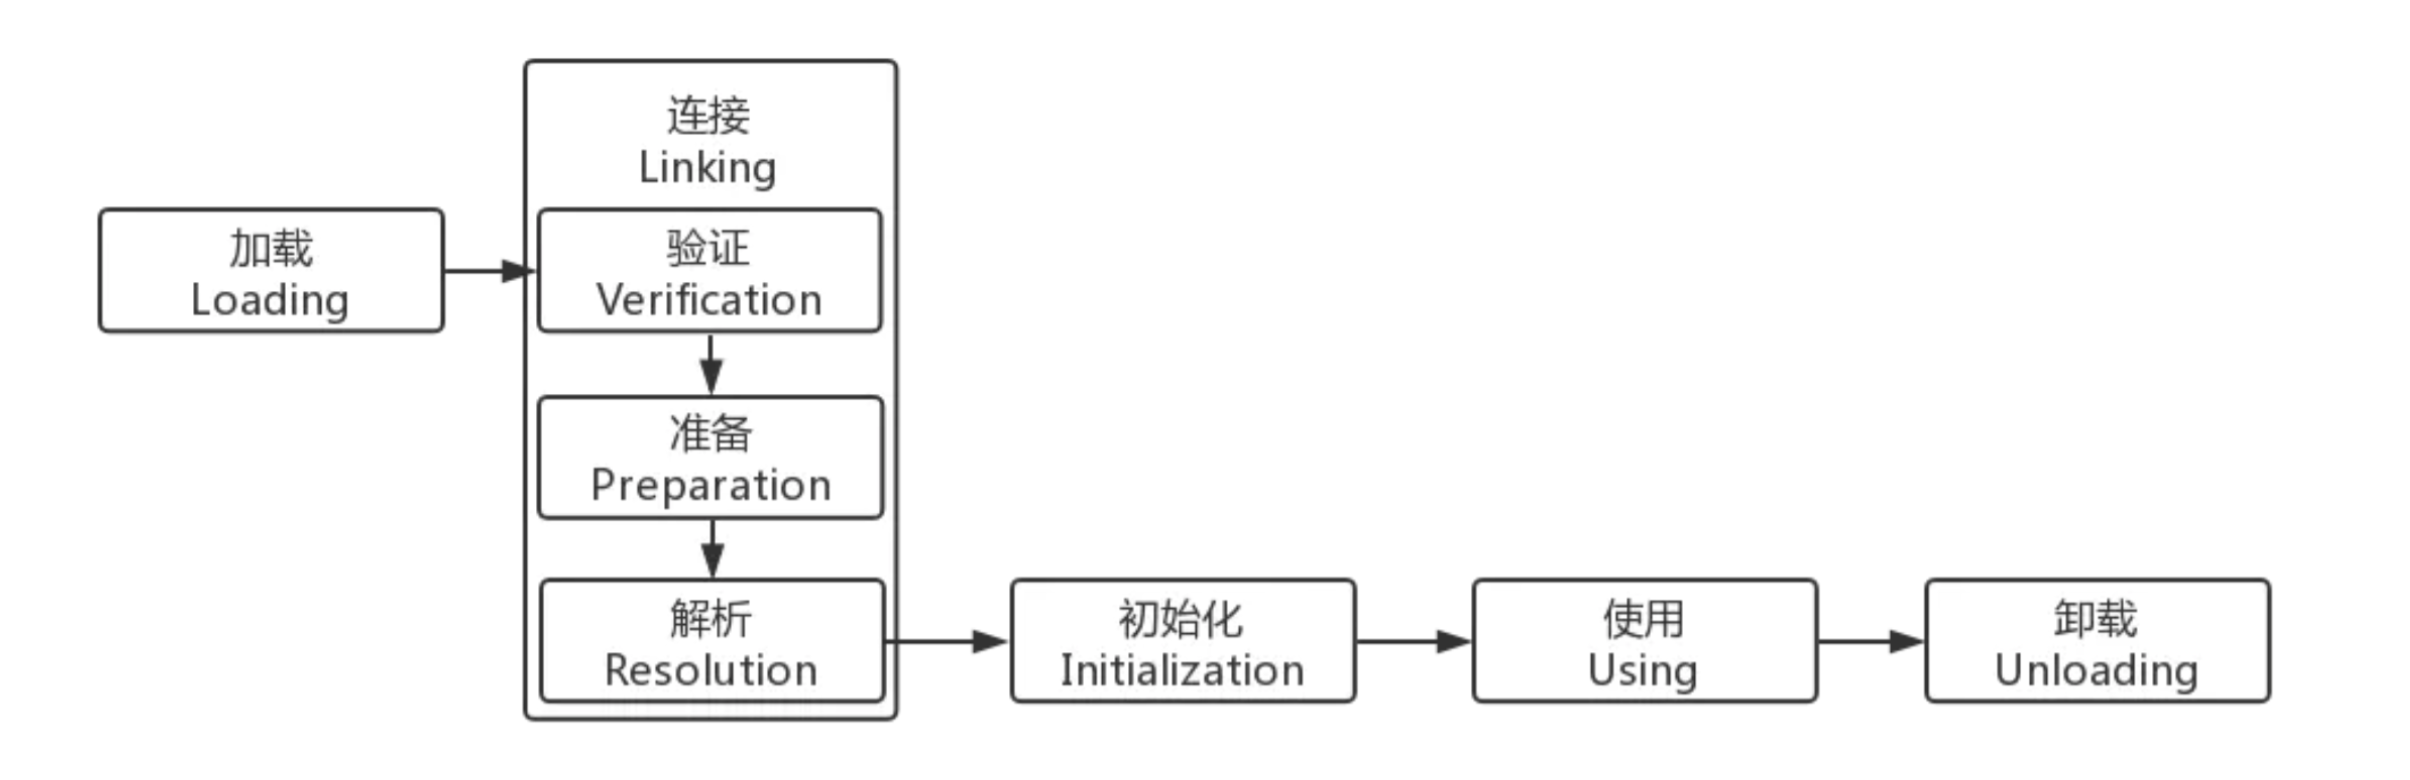 连接
Linking
加载
Loading
验证
Verification
准备
Preparation
解析
Resolution
初始化
Initialization
使用
Using
卸载
Unloading